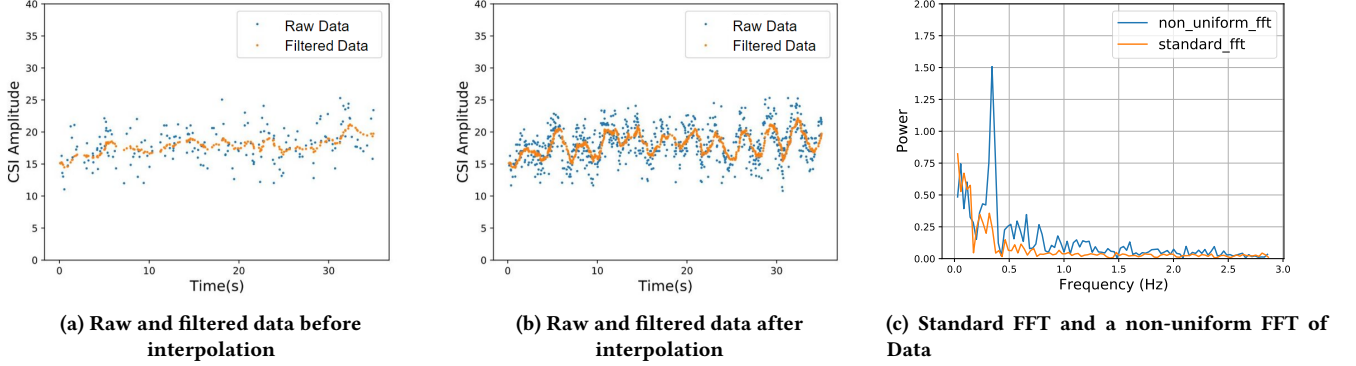 40
35
30
25
20
15
10
5
0
CSI Amplitude
Raw Data
Filtered Data
0
10
20
30
Time(s)
(a) Raw and filtered data before
interpolation
40
35
30
25
20
15
10
5
0
CSI Amplitude
Raw Data
Filtered Data
0
10
20
30
Time(s)
(b) Raw and filtered data after
interpolation
2.00
1.75
1.50
1.25
1.00
0.75
0.50
0.25
0.00
Power
non_uniform_fft
standard_fft
0.0
0.5
1.0
1.5
2.0
2.5
3.0
Frequency (Hz)
(c) Standard FFT and a non-uniform FFT of
Data